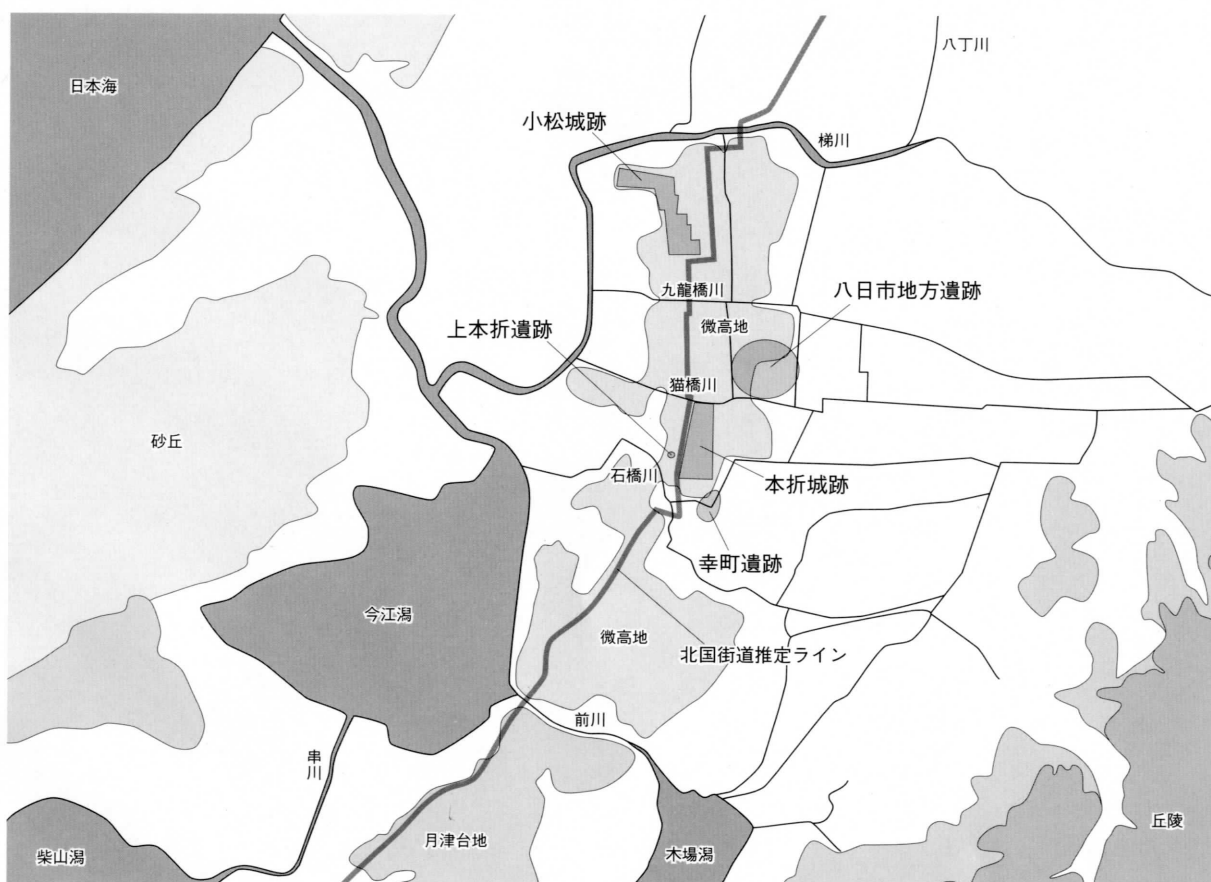 八丁川
日本海
小松城跡
梯川
九龍橋川
八日市地方遺跡
微高地
上本折遺跡
猫橋川
砂丘
石橋川
本折城跡
幸町遺跡
今江潟
微高地
北国街道推定ライン
前川
串川
月津台地
丘陵
柴山潟
木場潟